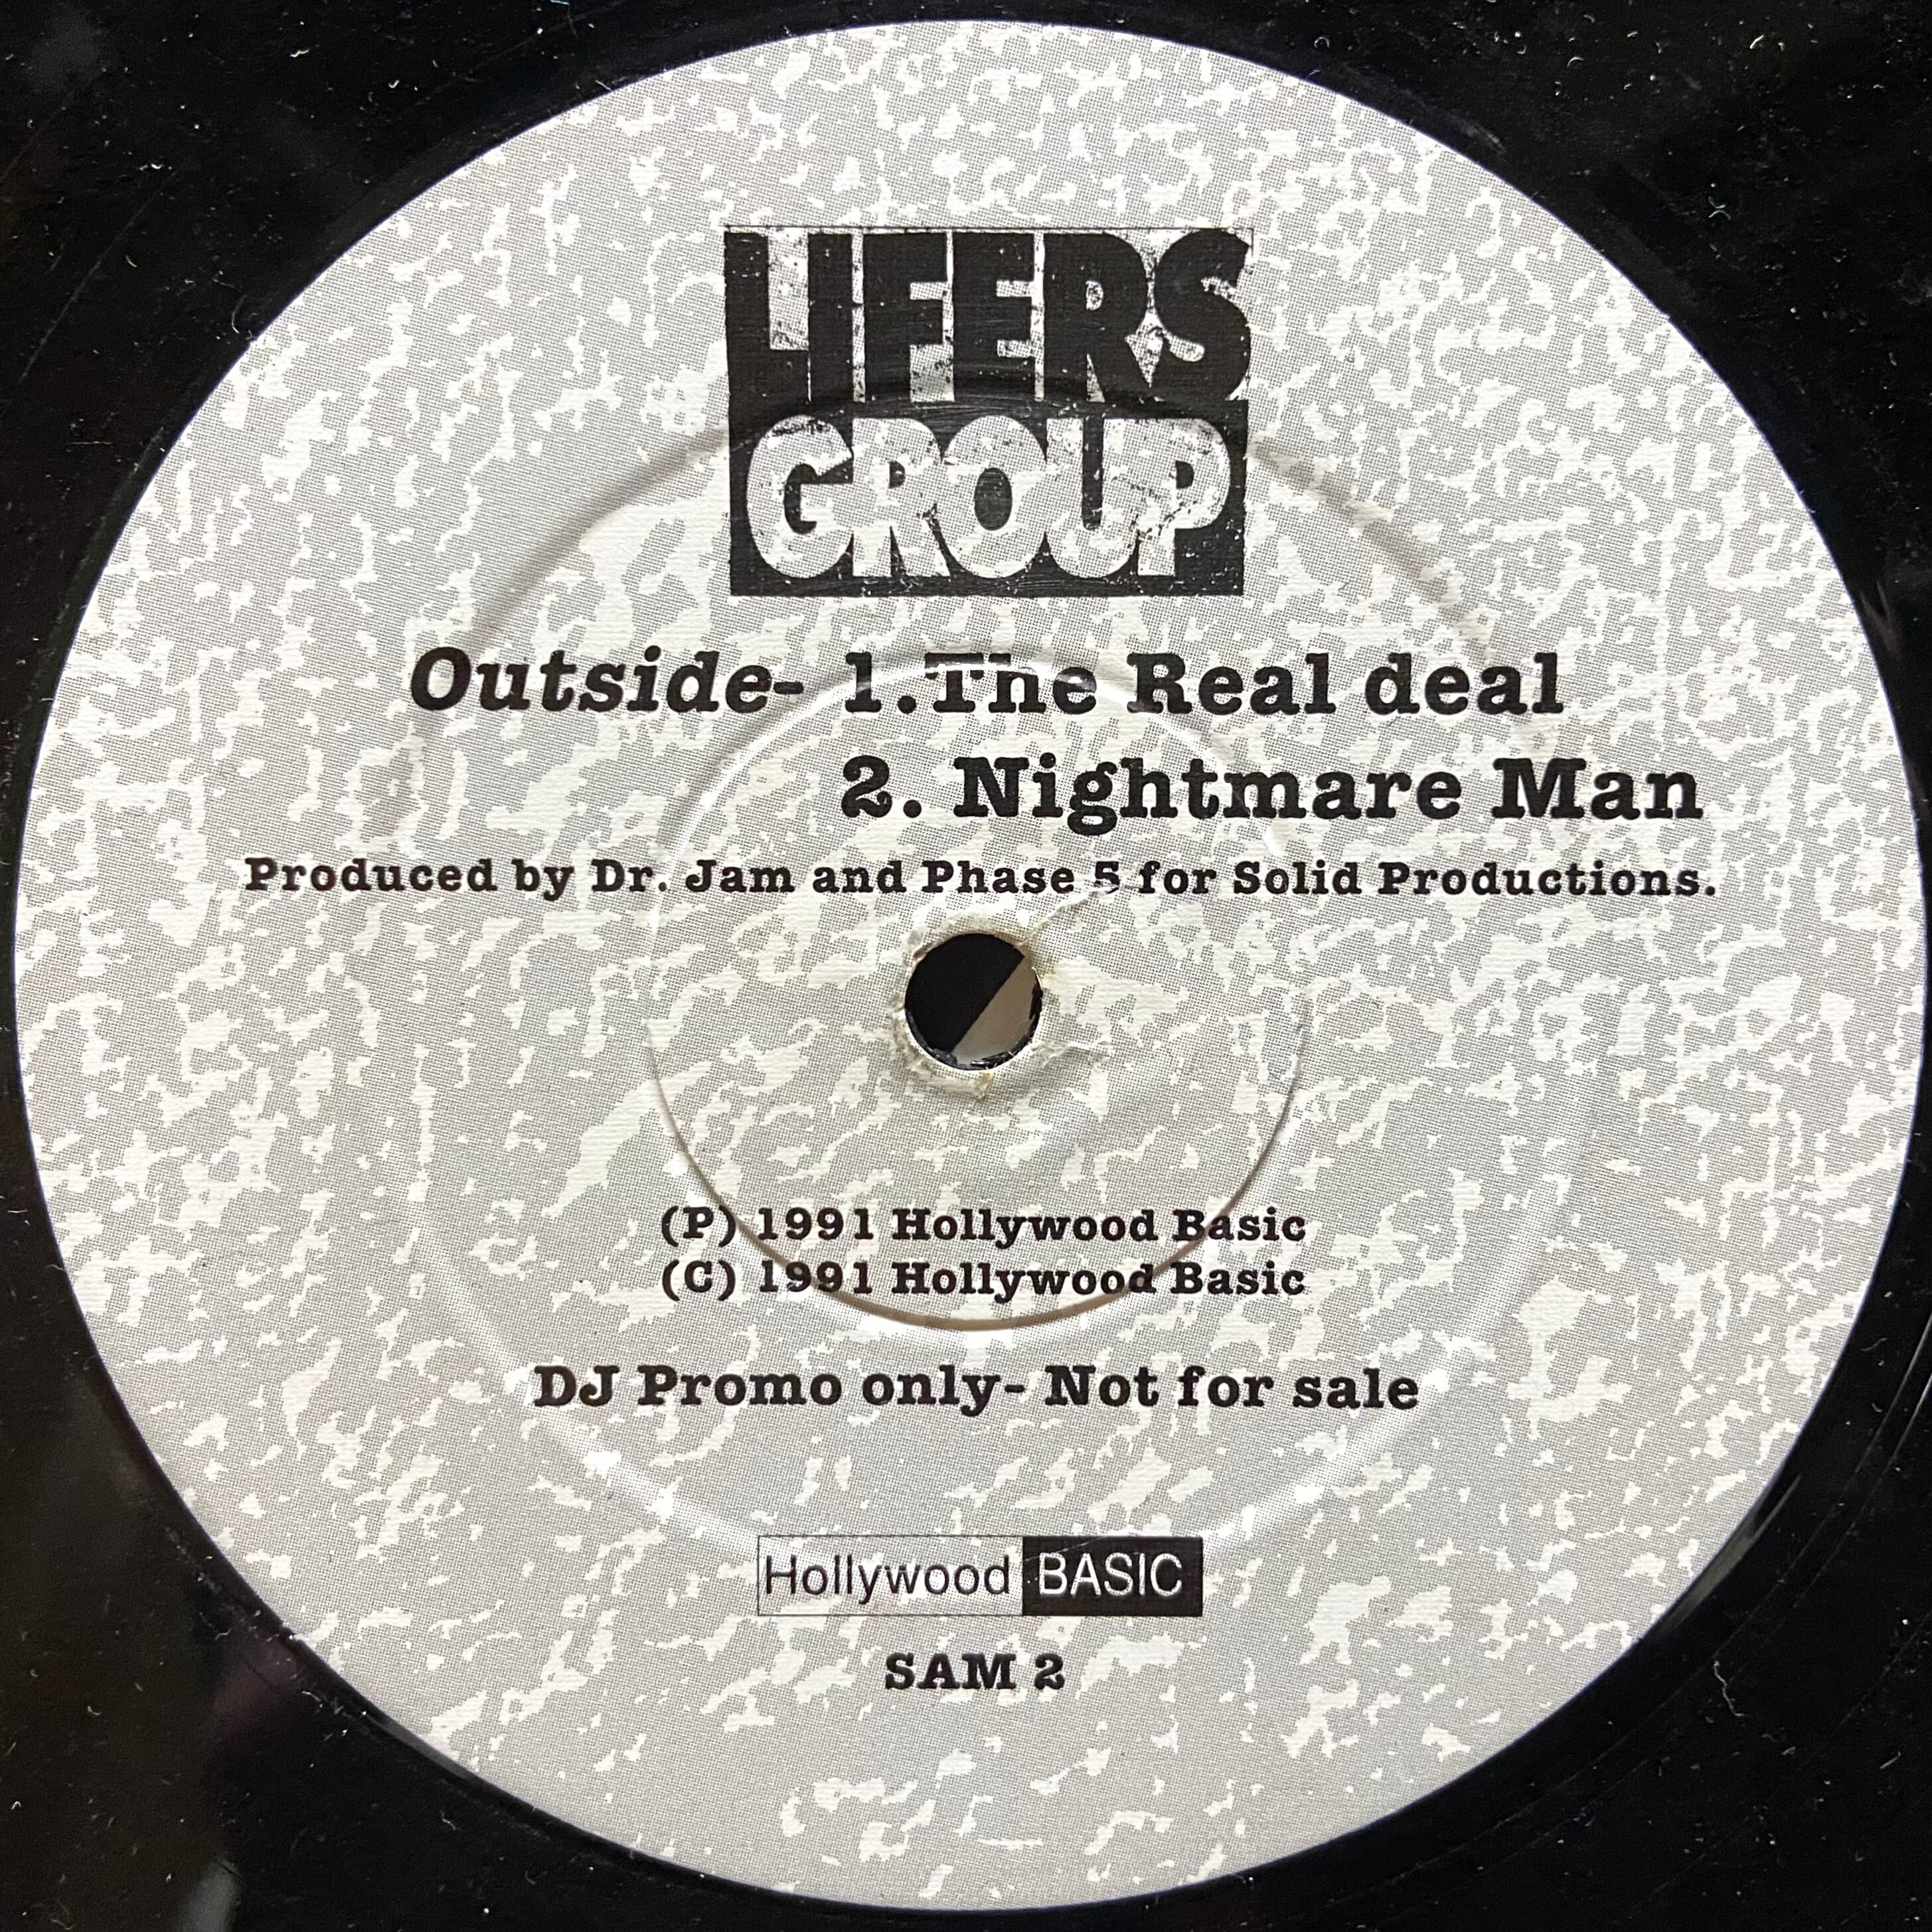 LIFERS
GROUP
Outside- 1.The Real deal
2. Nightmare Man
Produced by Dr. Jam and Phase 5 for Solid Productions.
(P) 1991 Hollywood Basic
(C) 1991 Hollywood Basic
DJ Promo only- Not for sale
Hollywood BASIC
SAM 2